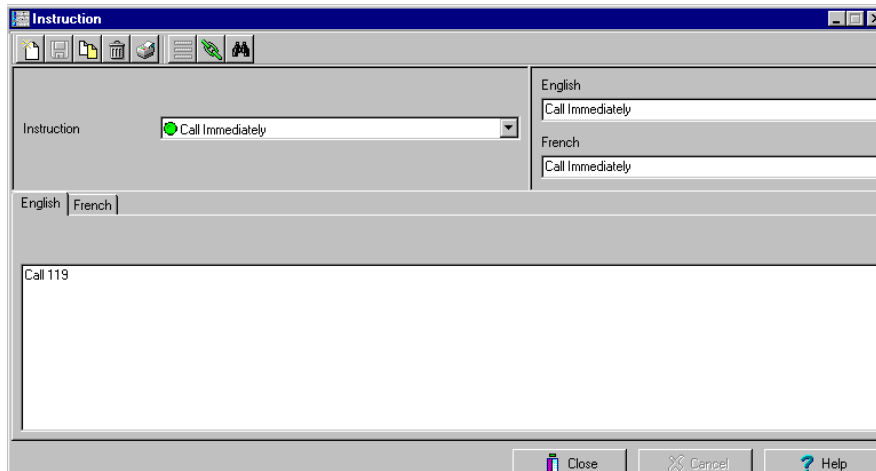 Instruction
English
Call Immediately
Instruction
Call Immediately
French
Call Immediately
English French
Call 119
Close Cancel Help